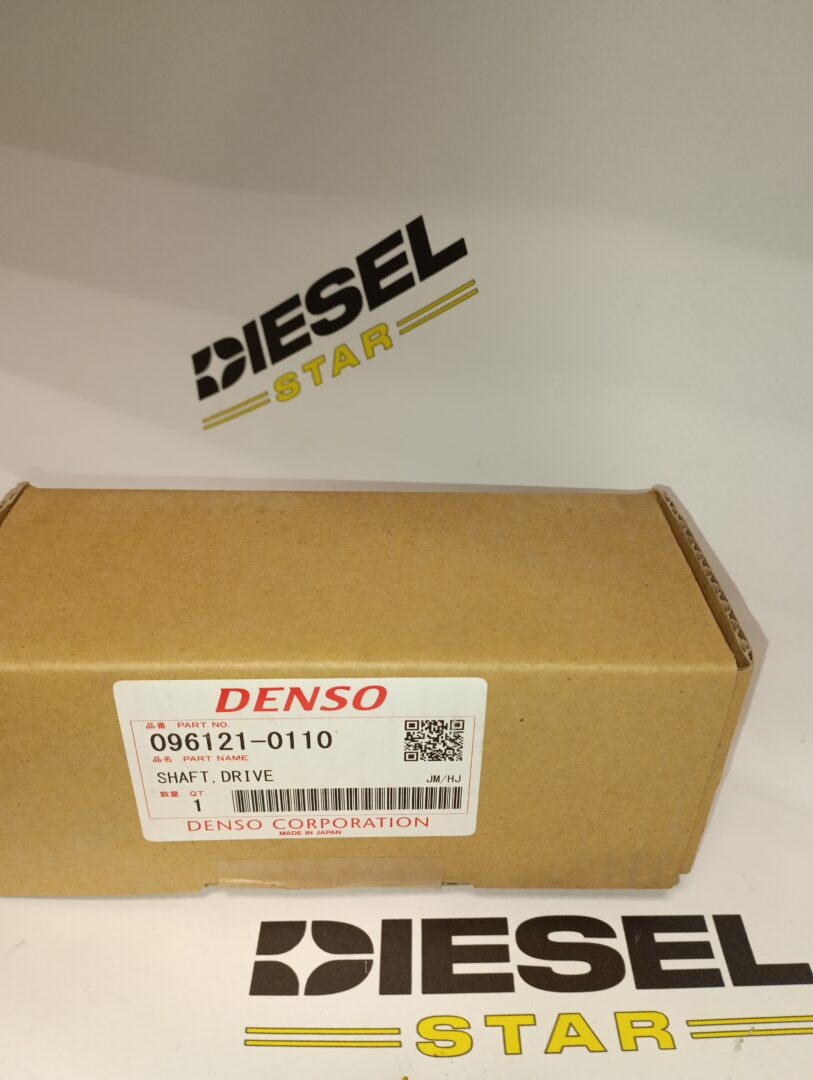 DIESEL
STAR
DENSO
品番 PART NO.
096121-0110
品名 PART NAME
SHAFT, DRIVE
JM/HJ
数量 QT.
1
DENSO CORPORATION
MADE IN JAPAN
DIESEL
STAR